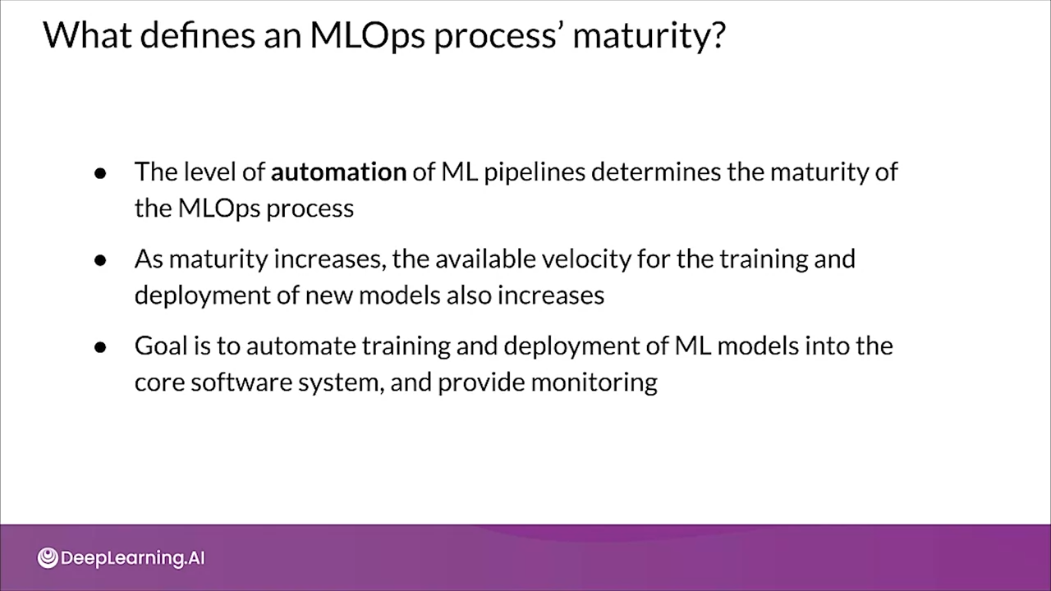 What defines an MLOps process’ maturity?
● The level of automation of ML pipelines determines the maturity of
the MLOps process
● As maturity increases, the available velocity for the training and
deployment of new models also increases
● Goal is to automate training and deployment of ML models into the
core software system, and provide monitoring
DeepLearning.AI